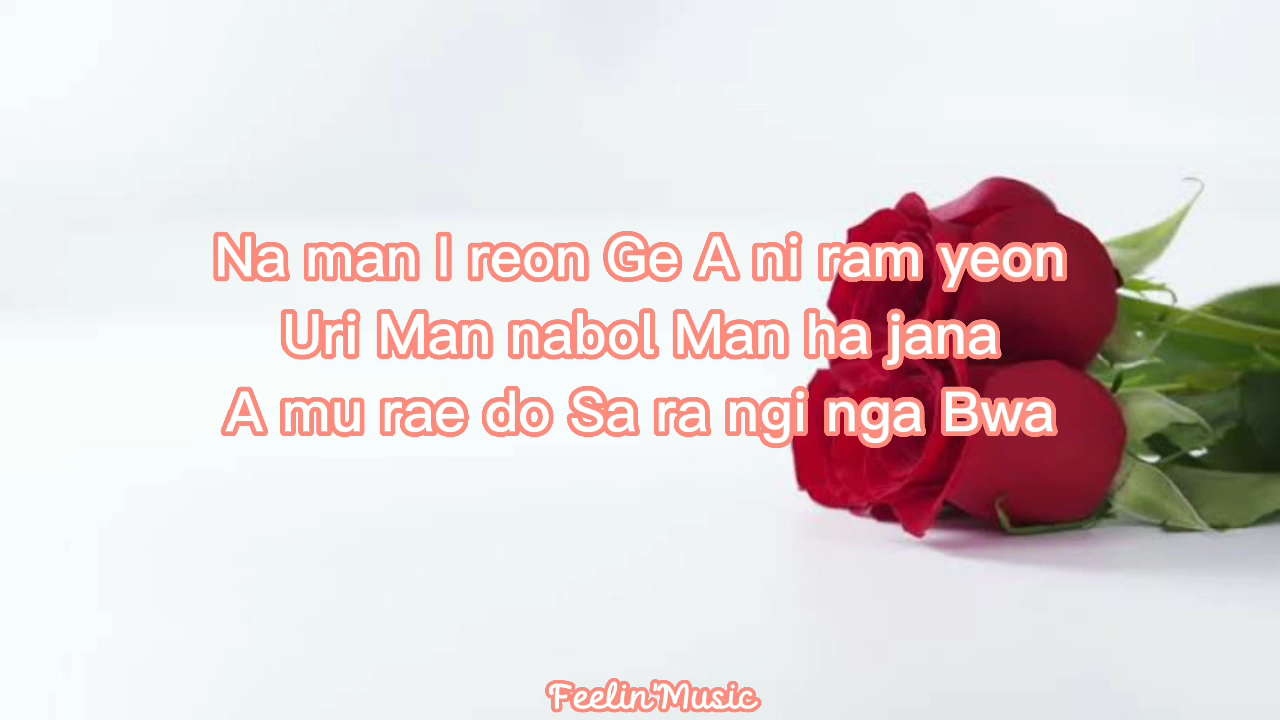 Na man I reon Ge A ni ram yeon
Uri Man nabol Man ha jana
A mu rae do Sa ra ngi nga Bwa
Feelin'Music